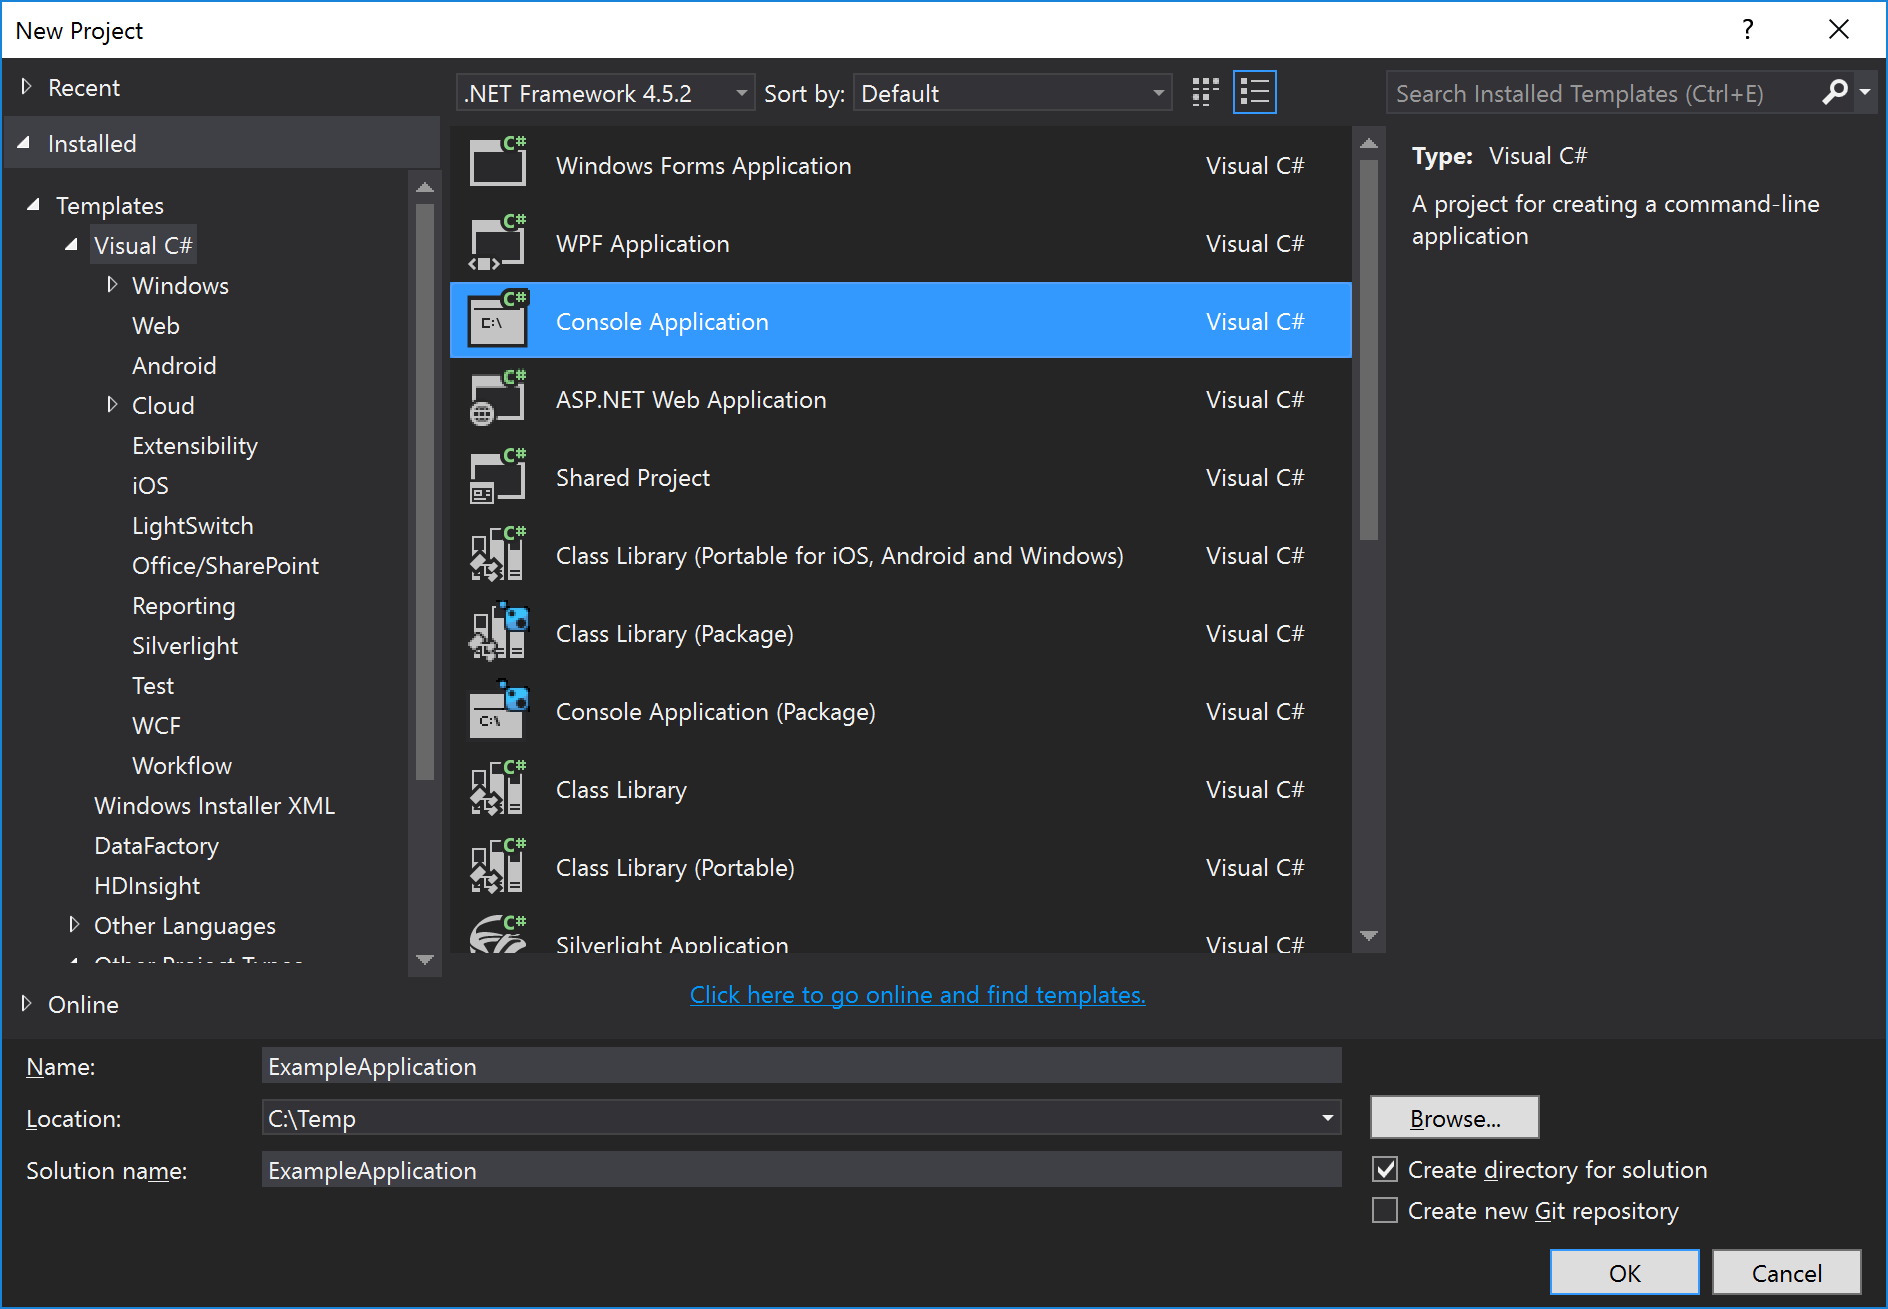 New Project
?
Recent
.NET Framework 4.5.2 Sort by: Default
Search Installed Templates (Ctrl+E)
Installed
Templates
Visual C#
Windows
Web
Android
Cloud
Extensibility
iOS
LightSwitch
Office/SharePoint
Reporting
Silverlight
Test
WCF
Workflow
Windows Installer XML
DataFactory
HDInsight
Other Languages
Other Project Types
Online
C# Windows Forms Application Visual C#
C# WPF Application Visual C#
C# C:\ Console Application Visual C#
C# ASP.NET Web Application Visual C#
C# Shared Project Visual C#
C# Class Library (Portable for iOS, Android and Windows) Visual C#
Class Library (Package) Visual C#
C:\ Console Application (Package) Visual C#
C# Class Library Visual C#
C# Class Library (Portable) Visual C#
C# Silverlight Application Visual C#
Click here to go online and find templates.
Type: Visual C#
A project for creating a command-line
application
Name: ExampleApplication
Location: C:\Temp
Browse...
Solution name: ExampleApplication
Create directory for solution
Create new Git repository
OK
Cancel